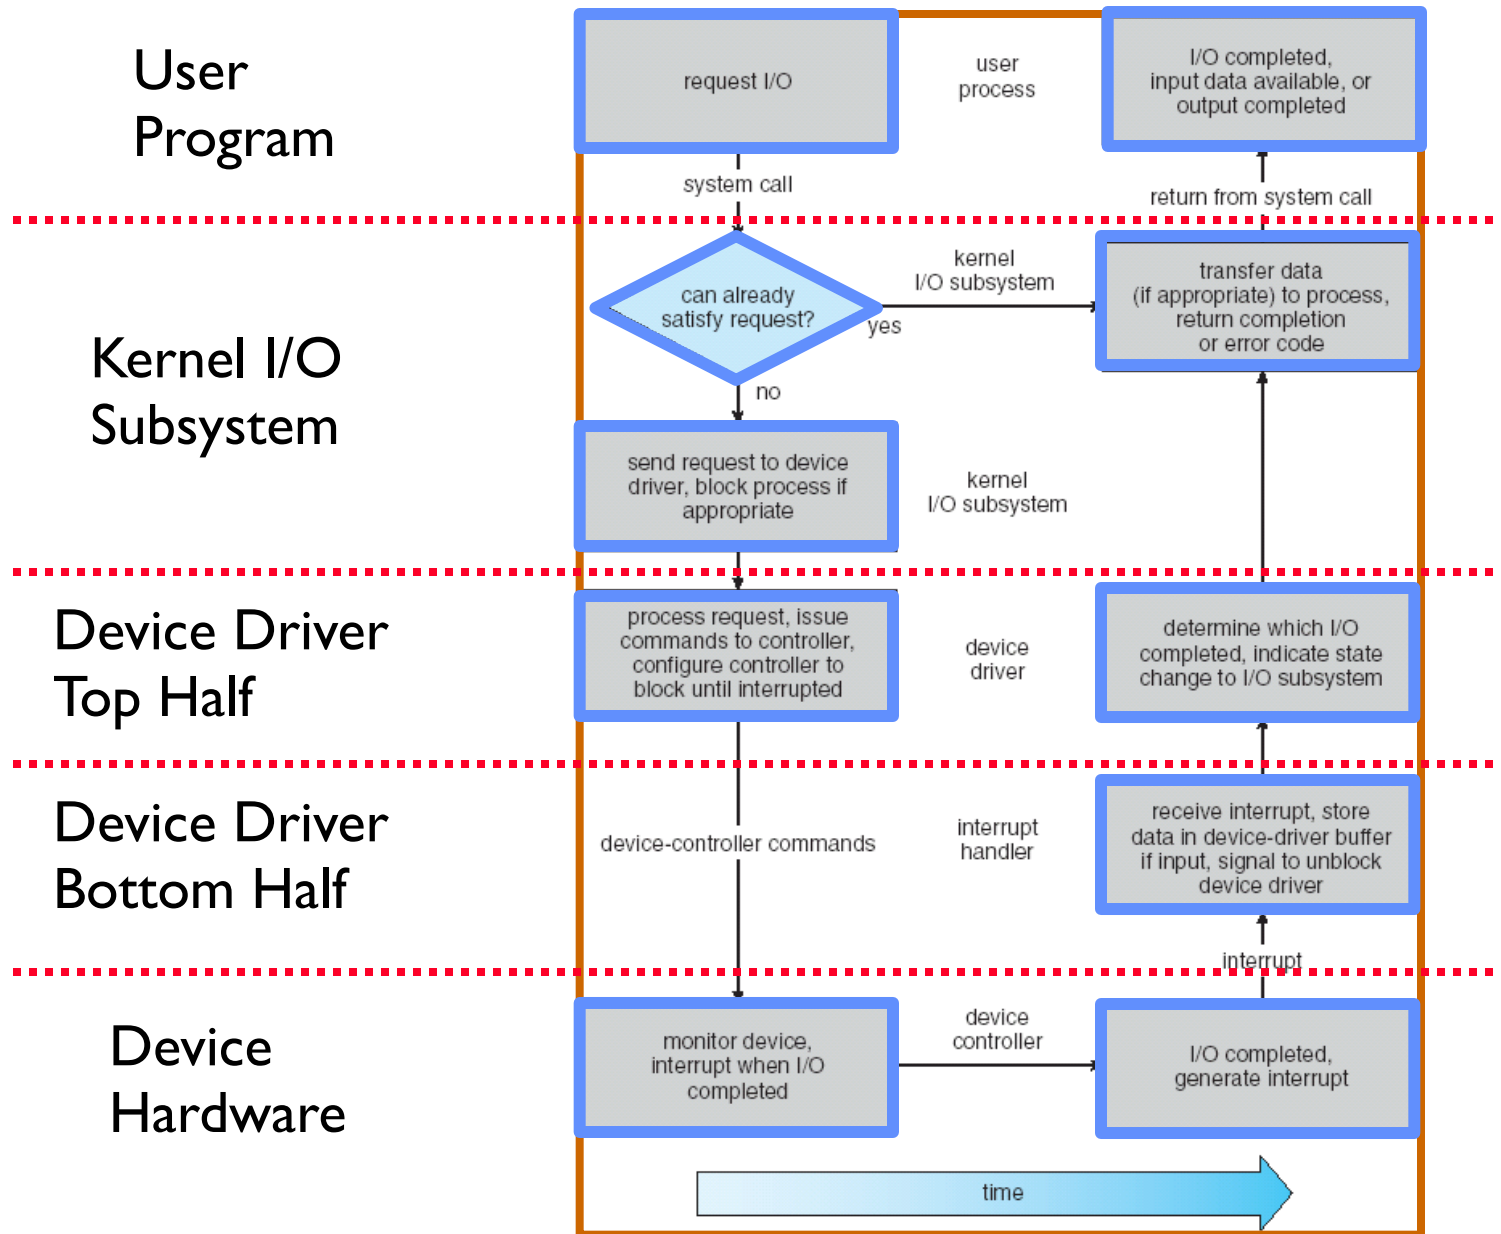 User
Program
request I/O
user
process
I/O completed,
input data available, or
output completed
system call
return from system call
Kernel I/O
Subsystem
can already
satisfy request?
kernel
I/O subsystem
yes
transfer data
(if appropriate) to process,
return completion
or error code
no
send request to device
driver, block process if
appropriate
kernel
I/O subsystem
Device Driver
Top Half
process request, issue
commands to controller,
configure controller to
block until interrupted
device
driver
determine which I/O
completed, indicate state
change to I/O subsystem
Device Driver
Bottom Half
device-controller commands
interrupt
handler
receive interrupt, store
data in device-driver buffer
if input, signal to unblock
device driver
interrupt
Device
Hardware
monitor device,
interrupt when I/O
completed
device
controller
I/O completed,
generate interrupt
time